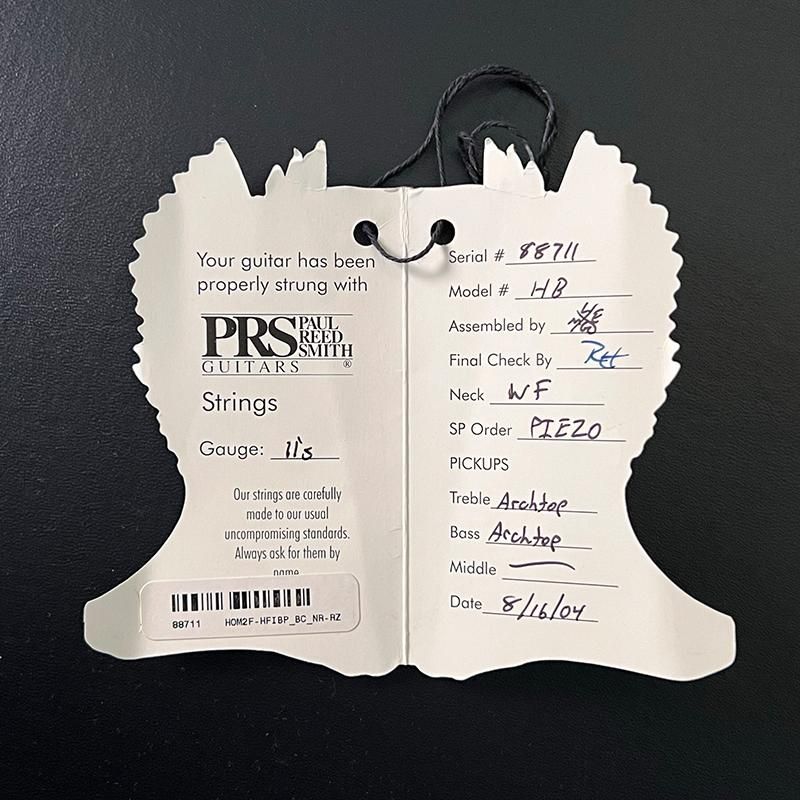 Your guitar has been
properly strung with
PRS PAUL
REED
SMITH
GUITARS ®
Strings
Gauge: 11's
Our strings are carefully
made to our usual
uncompromising standards.
Always ask for them by
name
88711 HOM2F-HFIBP_BC_NR-RZ
Serial # 88711
Model # HB
Assembled by
Final Check By
Neck WF
SP Order PIEZO
PICKUPS
Treble Archtop
Bass Archtop
Middle
Date 8/16/04